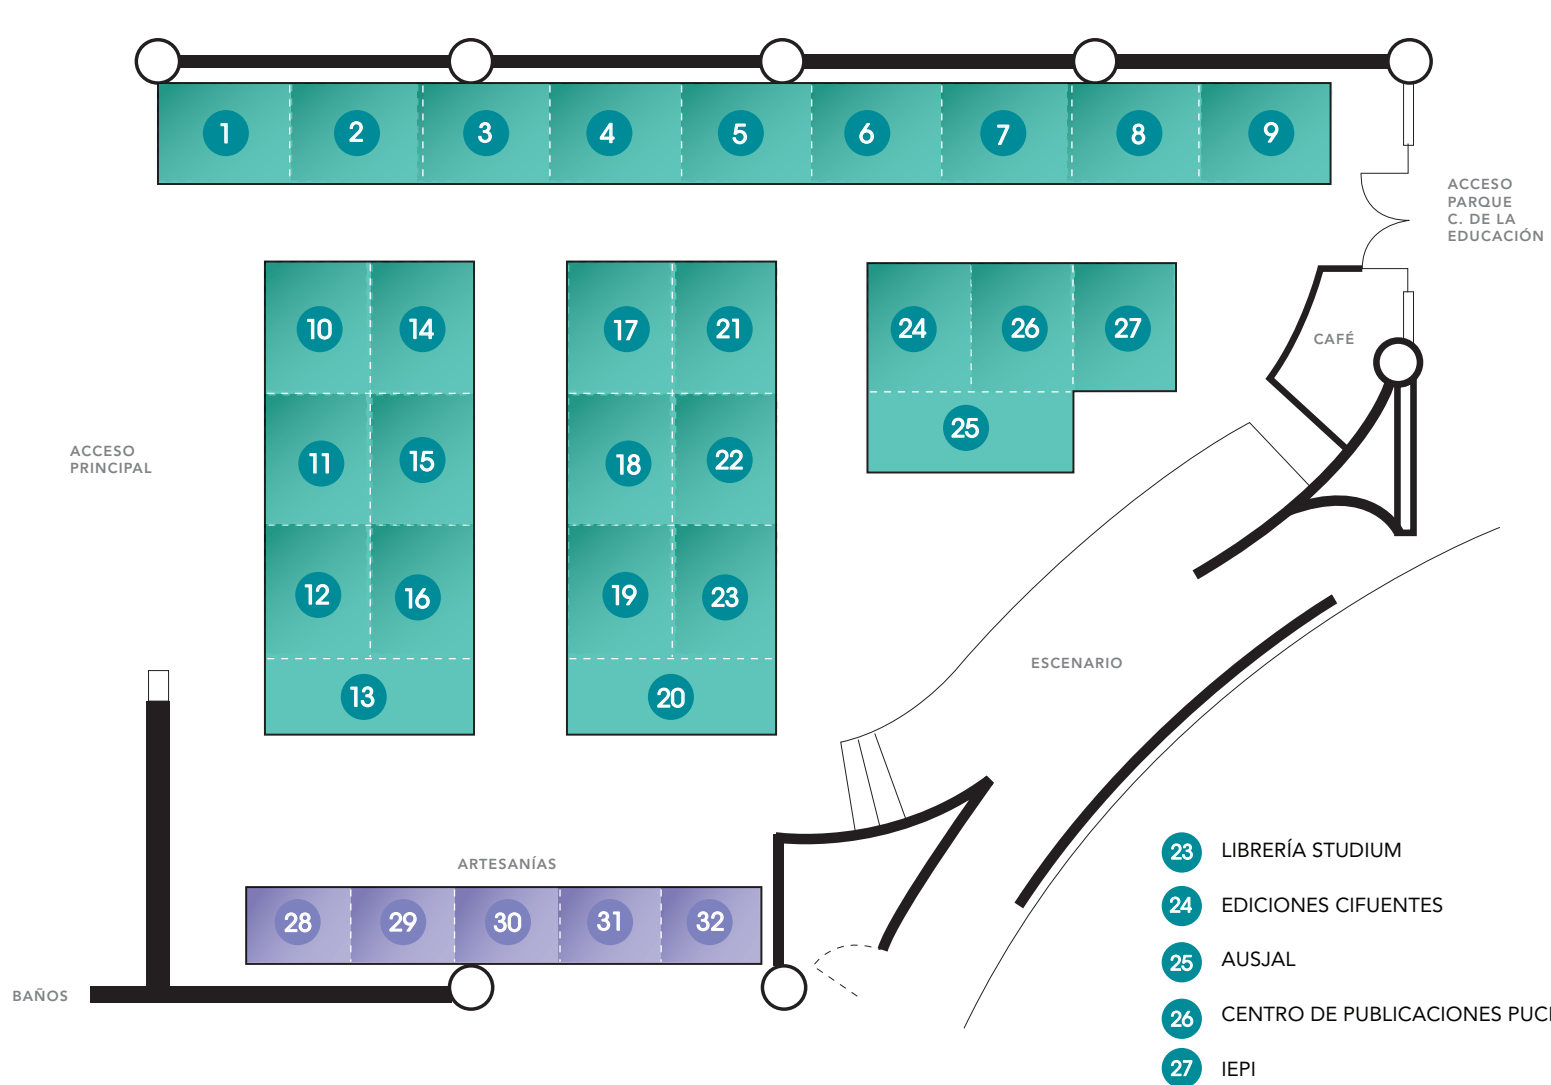 1 2 3 4 5 6 7 8 9
ACCESO
PARQUE
C. DE LA
EDUCACIÓN
10 14 17 21 24 26 27
CAFÉ
25
ACCESO
PRINCIPAL
11 15 18 22
12 16 19 23
ESCENARIO
13 20
ARTESANÍAS
28 29 30 31 32
BAÑOS
23 LIBRERÍA STUDIUM
24 EDICIONES CIFUENTES
25 AUSJAL
26 CENTRO DE PUBLICACIONES
27 IEPI